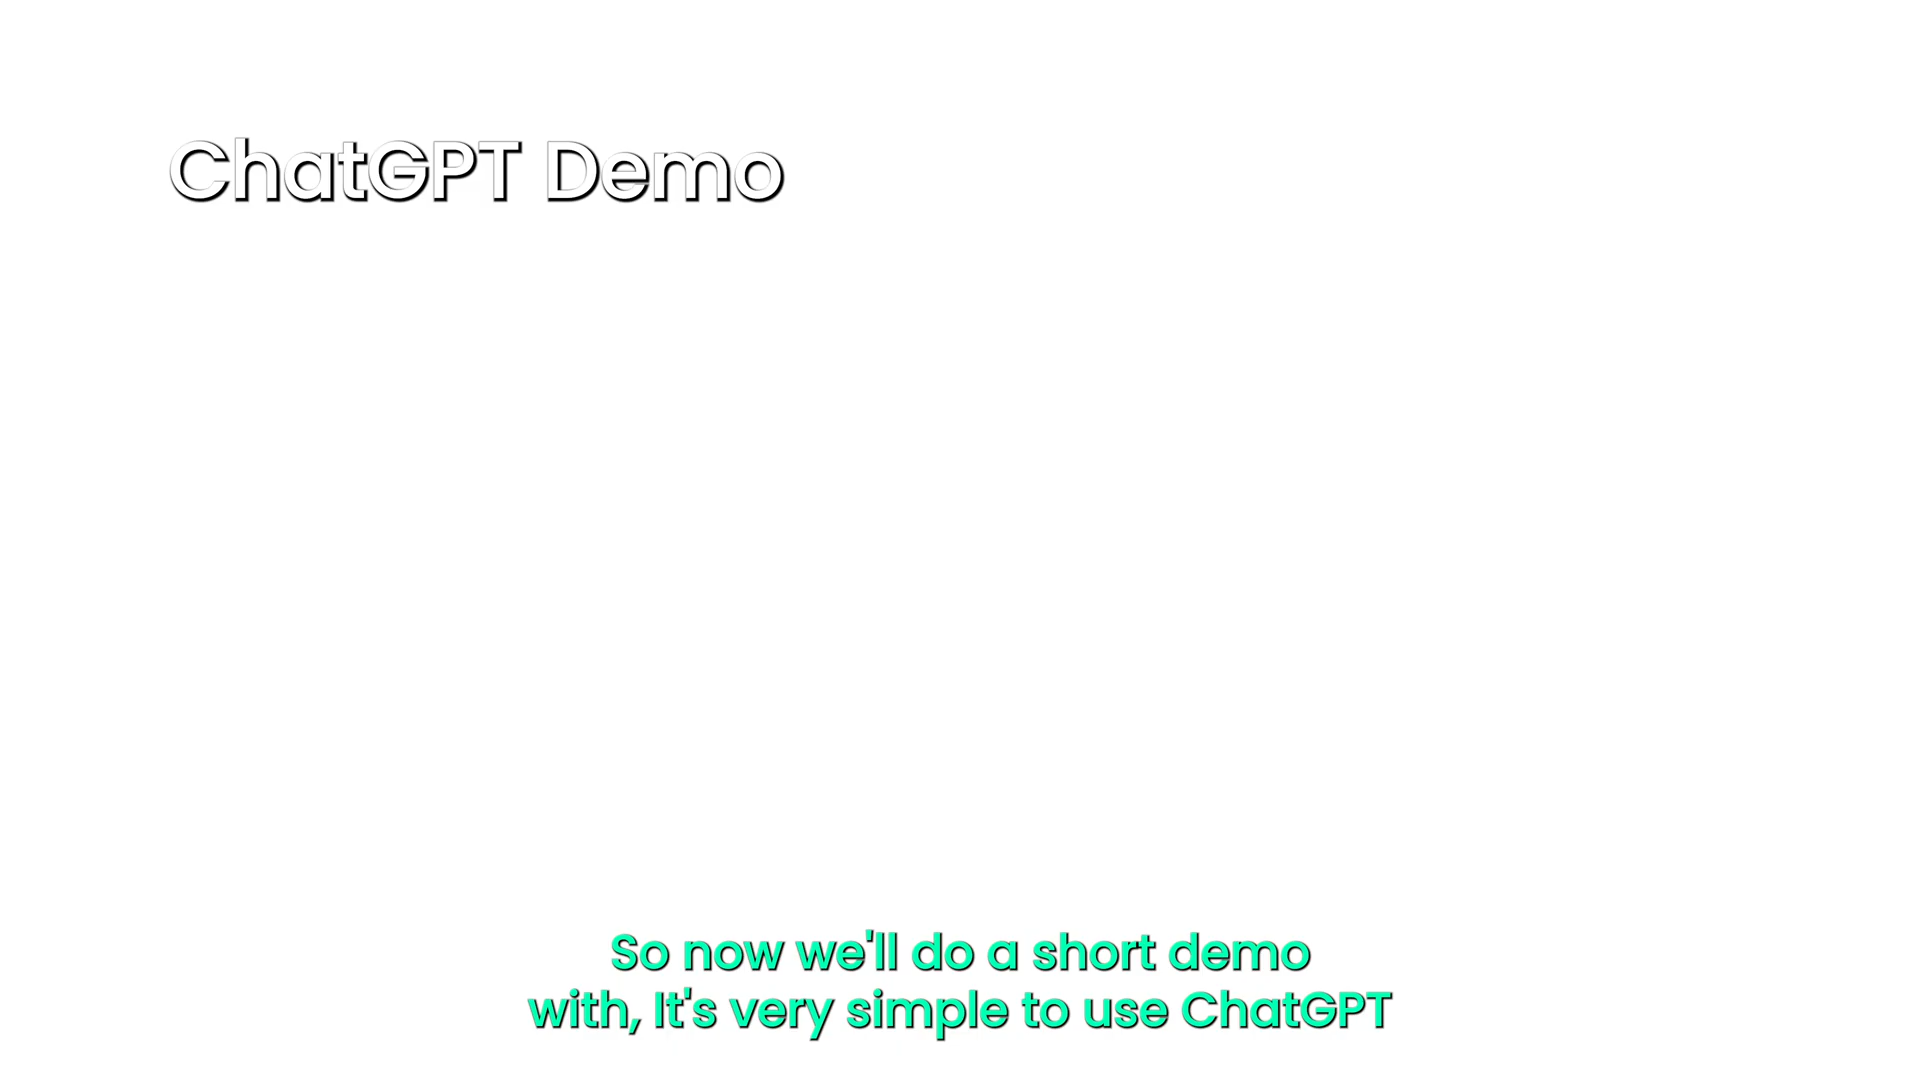 ChatGPT Demo
So now we'll do a short demo
with, It's very simple to use ChatGPT